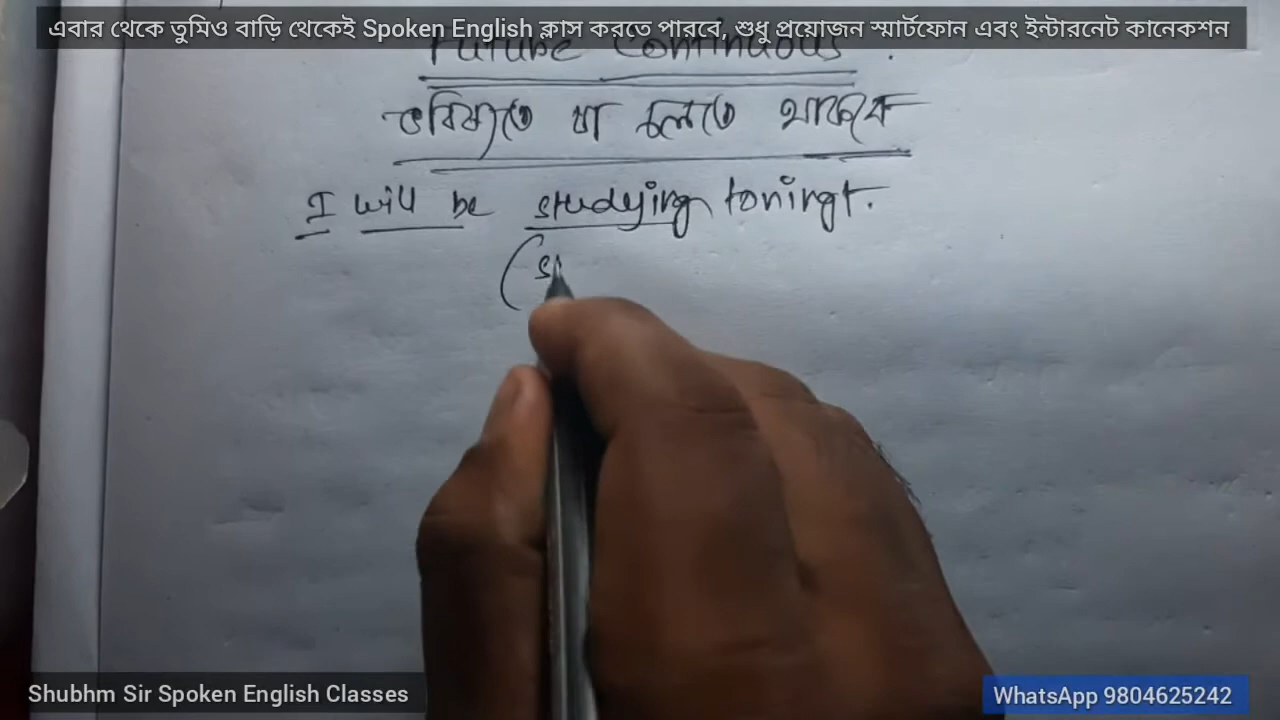 এবার থেকে তুমিও বাড়ি থেকেই Spoken English ক্লাস করতে পারবে, শুধু প্রয়োজন স্মার্টফোন এবং ইন্টারনেট কানেকশন
Future Continuous .
ভবিষ্যতে যা চলতে থাকবে
I will be studying toningt.
(s
Shubhm Sir Spoken English Classes
WhatsApp 9804625242